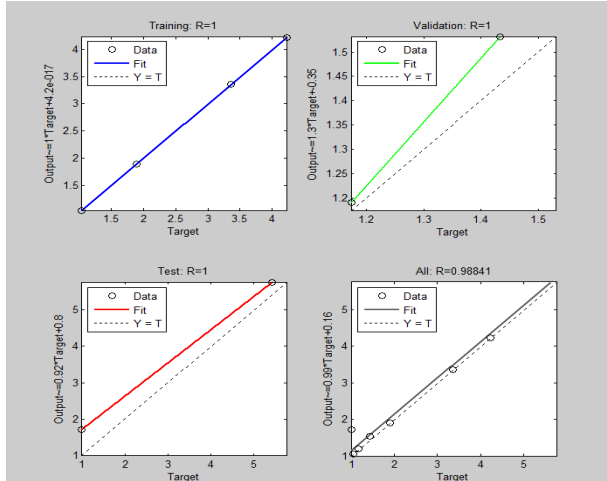 Training: R=1
Data
Fit
Y = T
Output~=1*Target+4.2e-017
4
3.5
3
2.5
2
1.5
1.5 2 2.5 3 3.5 4
Target
Validation: R=1
Data
Fit
Y = T
Output~=1.3*Target+-0.35
1.5
1.45
1.4
1.35
1.3
1.25
1.2
1.2 1.3 1.4 1.5
Target
Test: R=1
Data
Fit
Y = T
Output~=0.92*Target+0.8
5
4
3
2
1
1 2 3 4 5
Target
All: R=0.98841
Data
Fit
Y = T
Output~=0.99*Target+0.16
5
4
3
2
1
1 2 3 4 5
Target